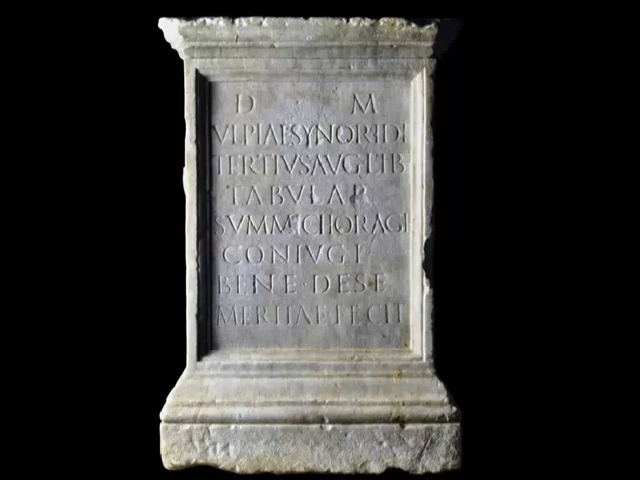 D M
VLPIAE SYNORIDI
TERTIVS AVG LIB
TABVLAR
SVMMI CHORAGI
CONIVGI
BENE · DE SE
MERITAE FECIT